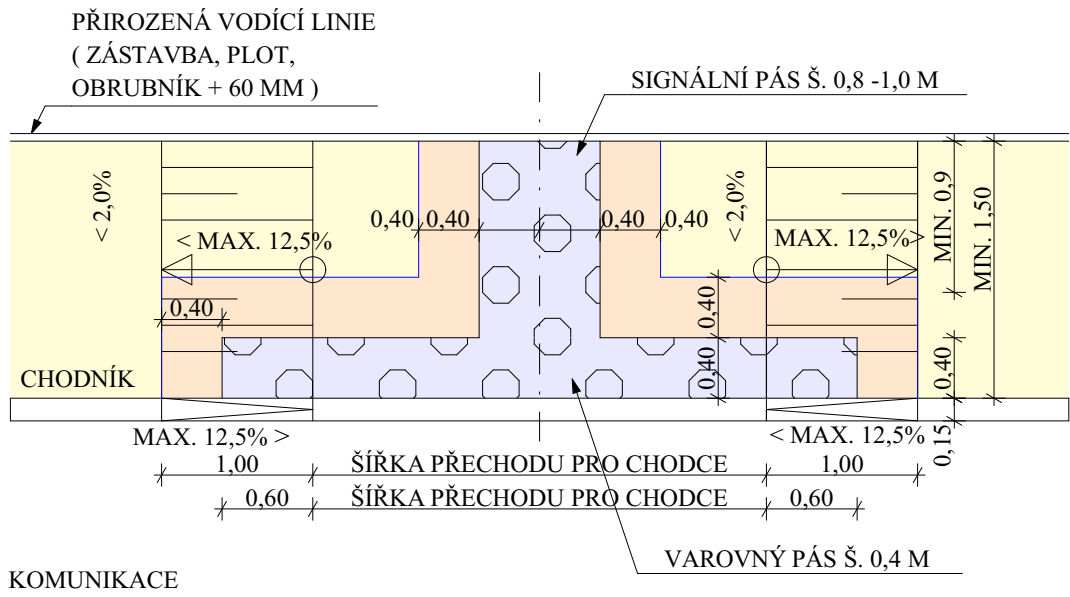 PŘIROZENÁ VODÍCÍ LINIE
( ZÁSTAVBA, PLOT,
OBRUBNÍK + 60 MM )
SIGNÁLNÍ PÁS Š. 0,8 -1,0 M
< 2,0%
< 2,0%
0,40 0,40
0,40 0,40
< MAX. 12,5%
MAX. 12,5% >
MIN. 0,9
MIN. 1,50
0,40
0,40
0,40
0,40
CHODNÍK
MAX. 12,5% >
< MAX. 12,5%
0,15
1,00
ŠÍŘKA PŘECHODU PRO CHODCE
1,00
0,60
ŠÍŘKA PŘECHODU PRO CHODCE
0,60
VAROVNÝ PÁS Š. 0,4 M
KOMUNIKACE